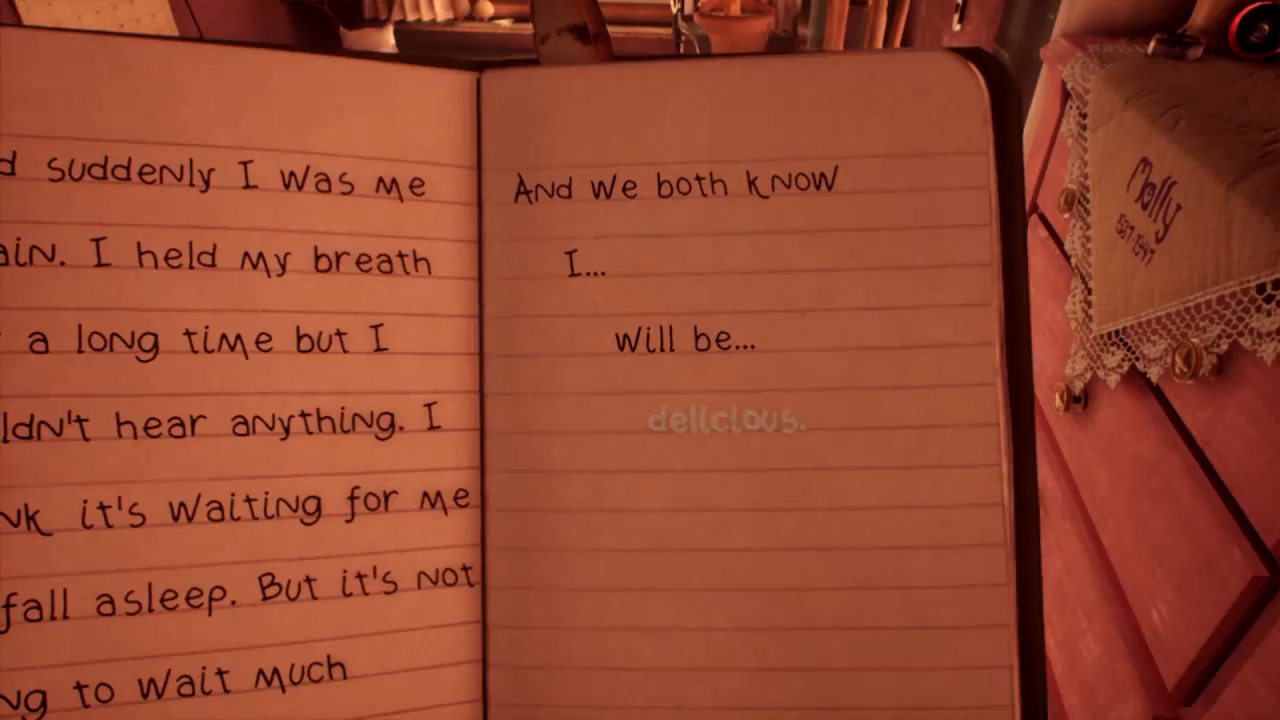 d suddenly I was me
ain. I held my breath
a long time but I
ldn't hear anything. I
nk it's waiting for me
fall asleep. But it's not
ng to wait much
And we both know
I...
will be...
delicious.
Molly